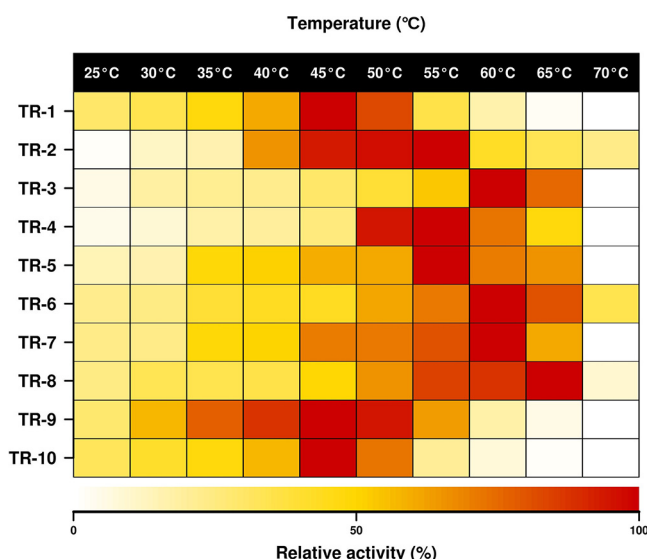 Temperature (°C)
25°C 30°C 35°C 40°C 45°C 50°C 55°C 60°C 65°C 70°C
TR-1
TR-2
TR-3
TR-4
TR-5
TR-6
TR-7
TR-8
TR-9
TR-10
0 50 100
Relative activity (%)